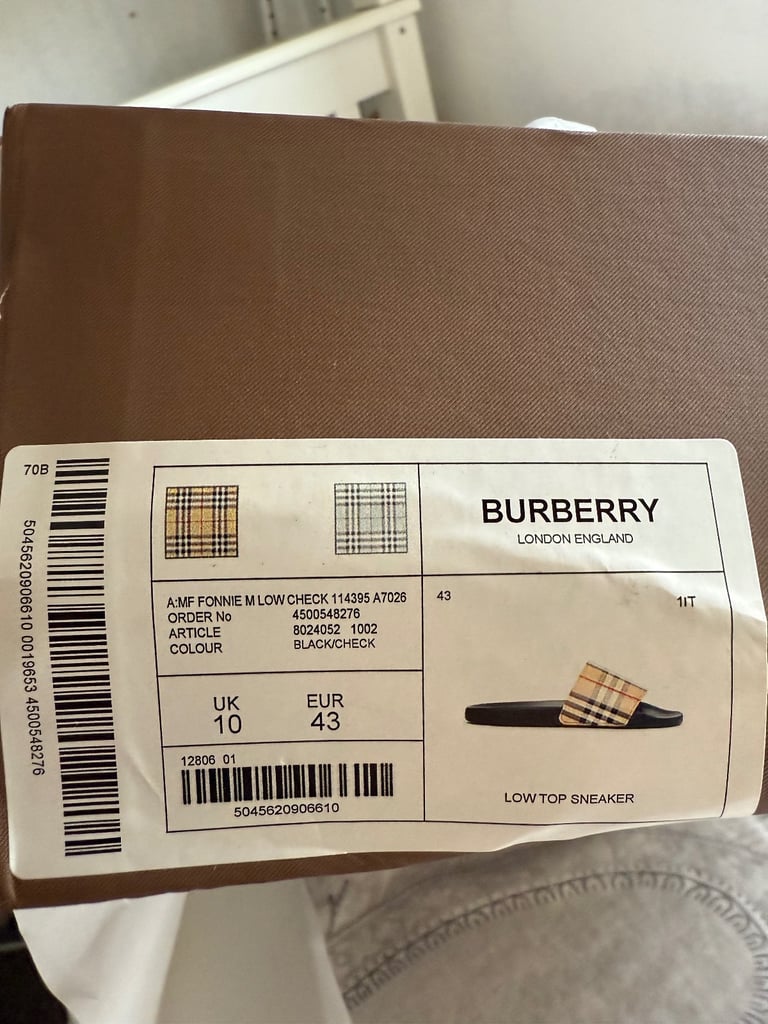 70B
5045620906610 0019653 4500548276
BURBERRY
LONDON ENGLAND
A:MF FONNIE M LOW CHECK 114395 A7026
ORDER No 4500548276
ARTICLE 8024052 1002
COLOUR BLACK/CHECK
UK EUR
10 43
12806 01
5045620906610
43 1IT
LOW TOP SNEAKER